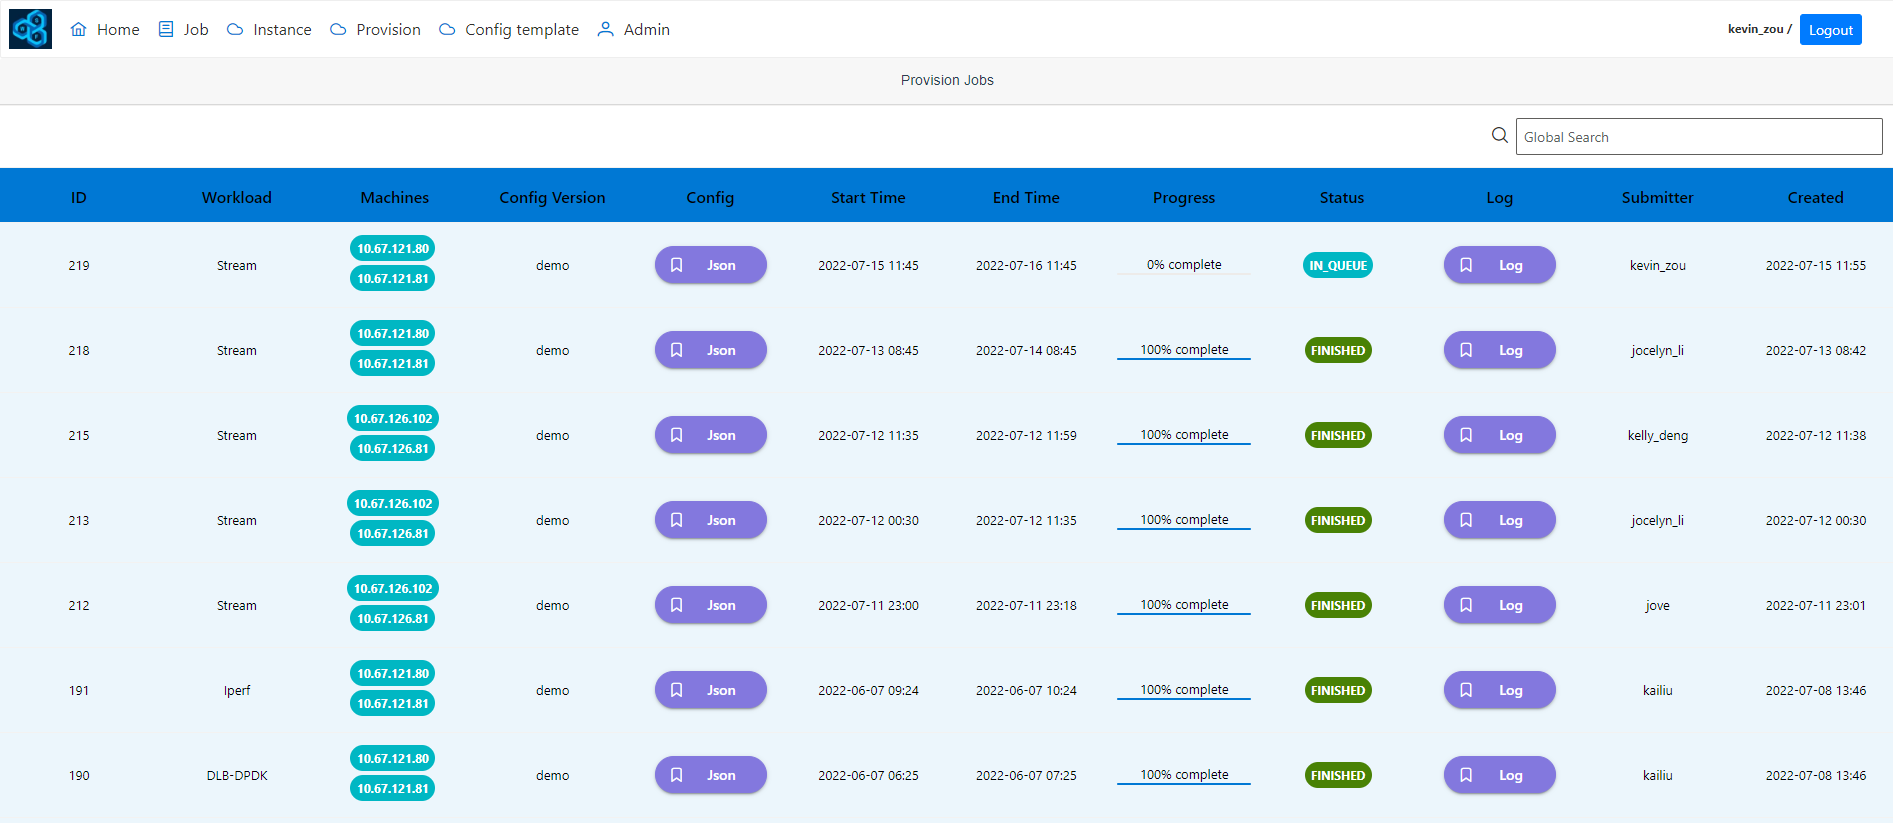 Home Job Instance Provision Config template Admin kevin_zou / Logout
Provision Jobs
Global Search
ID Workload Machines Config Version Config Start Time End Time Progress Status Log Submitter Created
219 Stream 10.67.121.80 10.67.121.81 demo Json 2022-07-15 11:45 2022-07-16 11:45 0% complete IN_QUEUE Log kevin_zou 2022-07-15 11:55
218 Stream 10.67.121.80 10.67.121.81 demo Json 2022-07-13 08:45 2022-07-14 08:45 100% complete FINISHED Log jocelyn_li 2022-07-13 08:42
215 Stream 10.67.126.102 10.67.126.81 demo Json 2022-07-12 11:35 2022-07-12 11:59 100% complete FINISHED Log kelly_deng 2022-07-12 11:38
213 Stream 10.67.126.102 10.67.126.81 demo Json 2022-07-12 00:30 2022-07-12 11:35 100% complete FINISHED Log jocelyn_li 2022-07-12 00:30
212 Stream 10.67.126.102 10.67.126.81 demo Json 2022-07-11 23:00 2022-07-11 23:18 100% complete FINISHED Log jove 2022-07-11 23:01
191 Iperf 10.67.121.80 10.67.121.81 demo Json 2022-06-07 09:24 2022-06-07 10:24 100% complete FINISHED Log kailiu 2022-07-08 13:46
190 DLB-DPDK 10.67.121.80 10.67.121.81 demo Json 2022-06-07 06:25 2022-06-07 07:25 100% complete FINISHED Log kailiu 2022-07-08 13:46